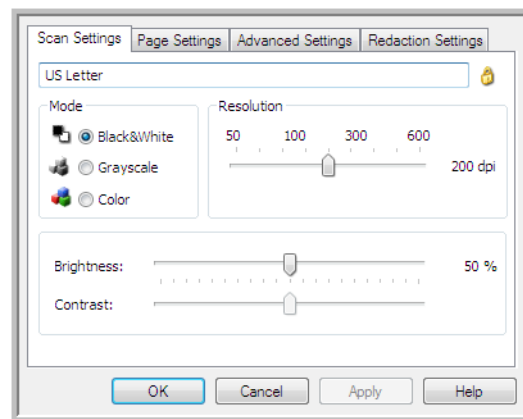 Scan Settings Page Settings Advanced Settings Redaction Settings
US Letter
Mode
Black&White
Grayscale
Color
Resolution
50 100 300 600
200 dpi
Brightness: 50 %
Contrast:
OK Cancel Apply Help